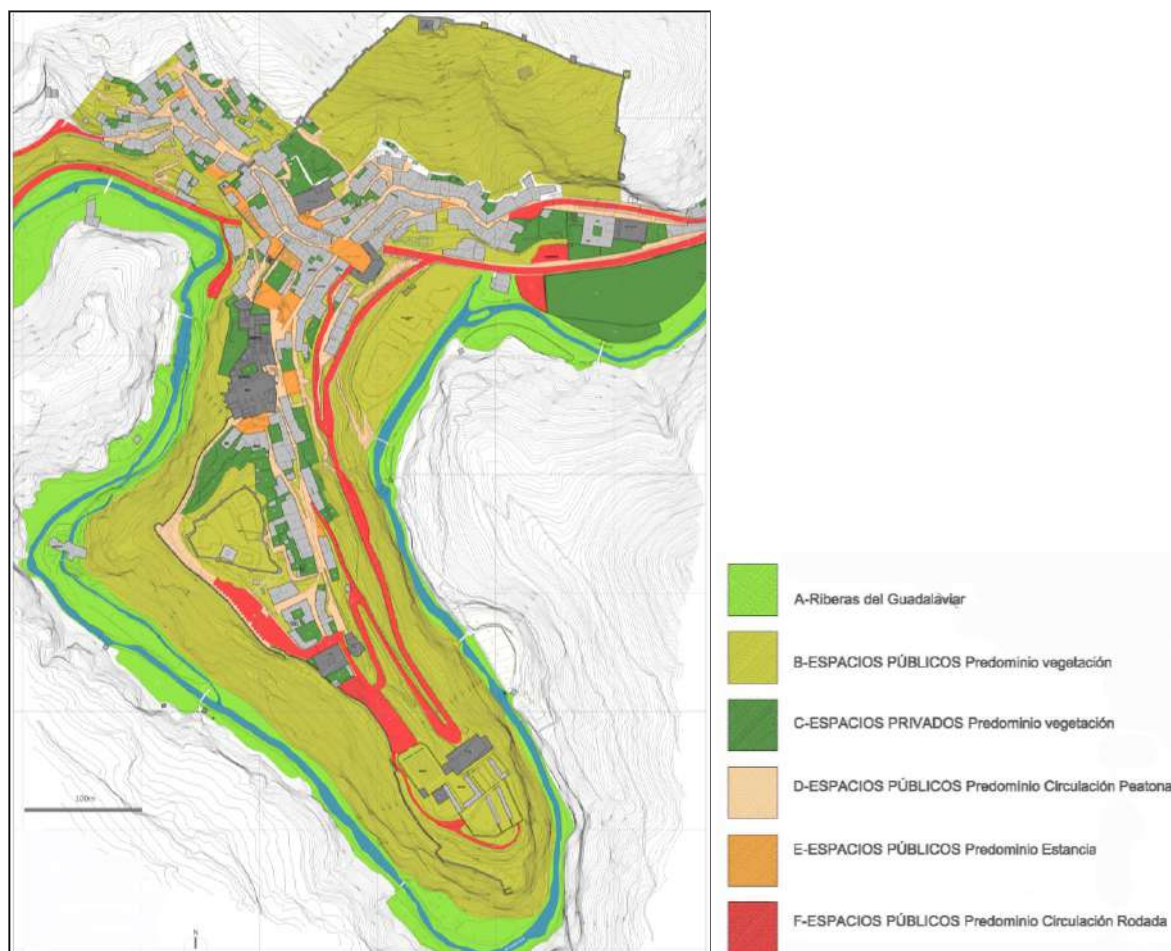 A-Riberas del Guadaláviar
B-ESPACIOS PÚBLICOS Predominio vegetación
C-ESPACIOS PRIVADOS Predominio vegetación
D-ESPACIOS PÚBLICOS Predominio Circulación Peatona
E-ESPACIOS PÚBLICOS Predominio Estancia
F-ESPACIOS PÚBLICOS Predominio Circulación Rodada
100m
N